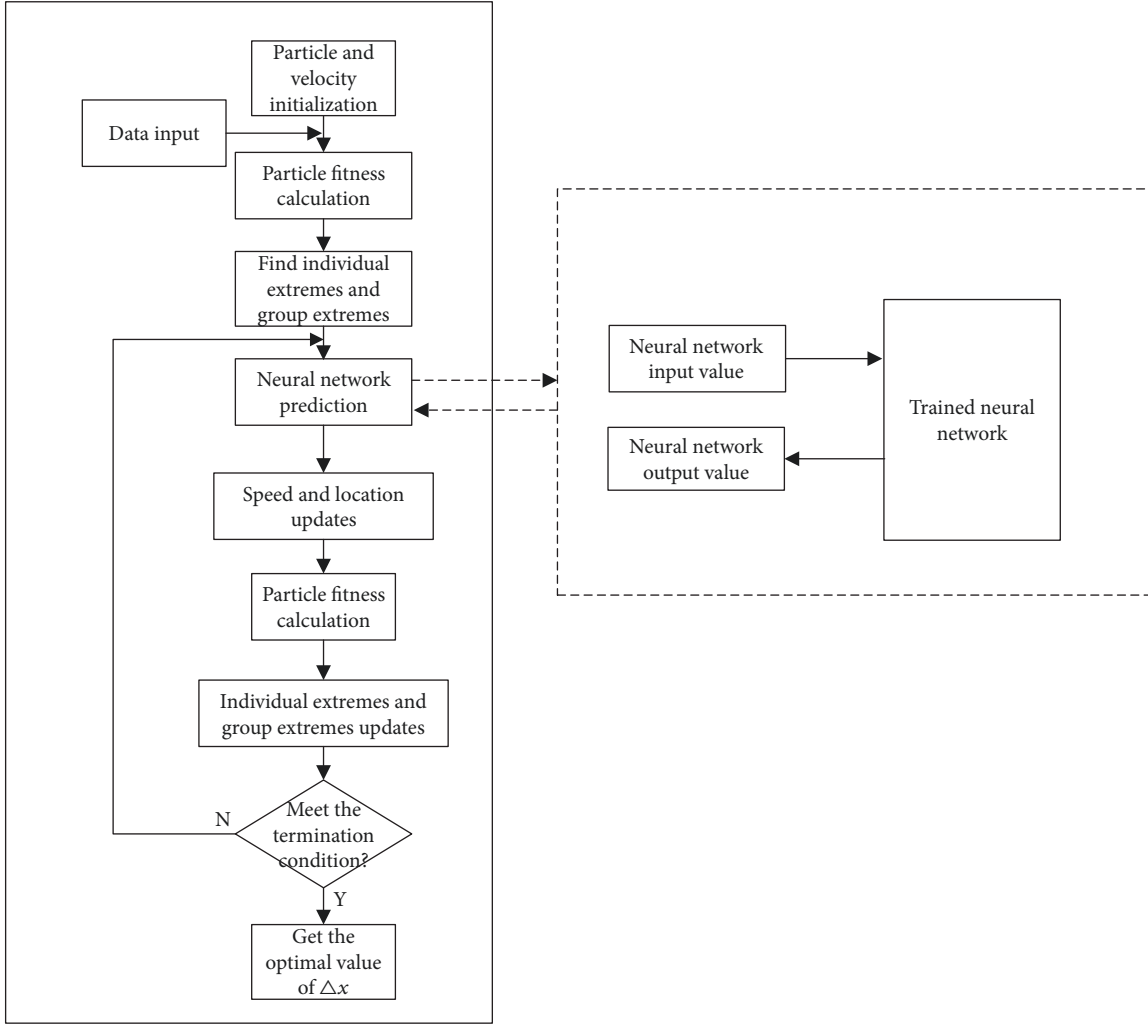 Particle and
velocity
initialization
Data input
Particle fitness
calculation
Find individual
extremes and
group extremes
Neural network
prediction
Speed and location
updates
Particle fitness
calculation
Individual extremes and
group extremes updates
Meet the
termination
condition?
N
Y
Get the
optimal value
of △x
Neural network
input value
Neural network
output value
Trained neural
network